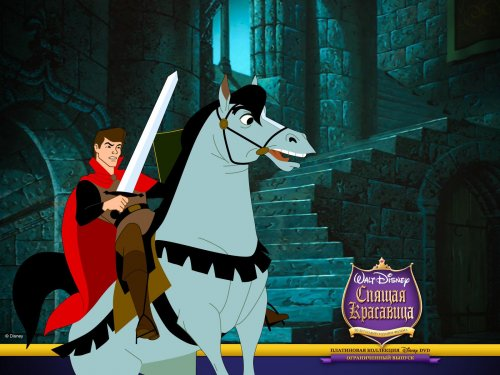 © Disney
WALT DISNEY
Спящая
Красавица
ПЛАТИНОВАЯ КОЛЛЕКЦИЯ Disney DVD
ОГРАНИЧЕННЫЙ ВЫПУСК